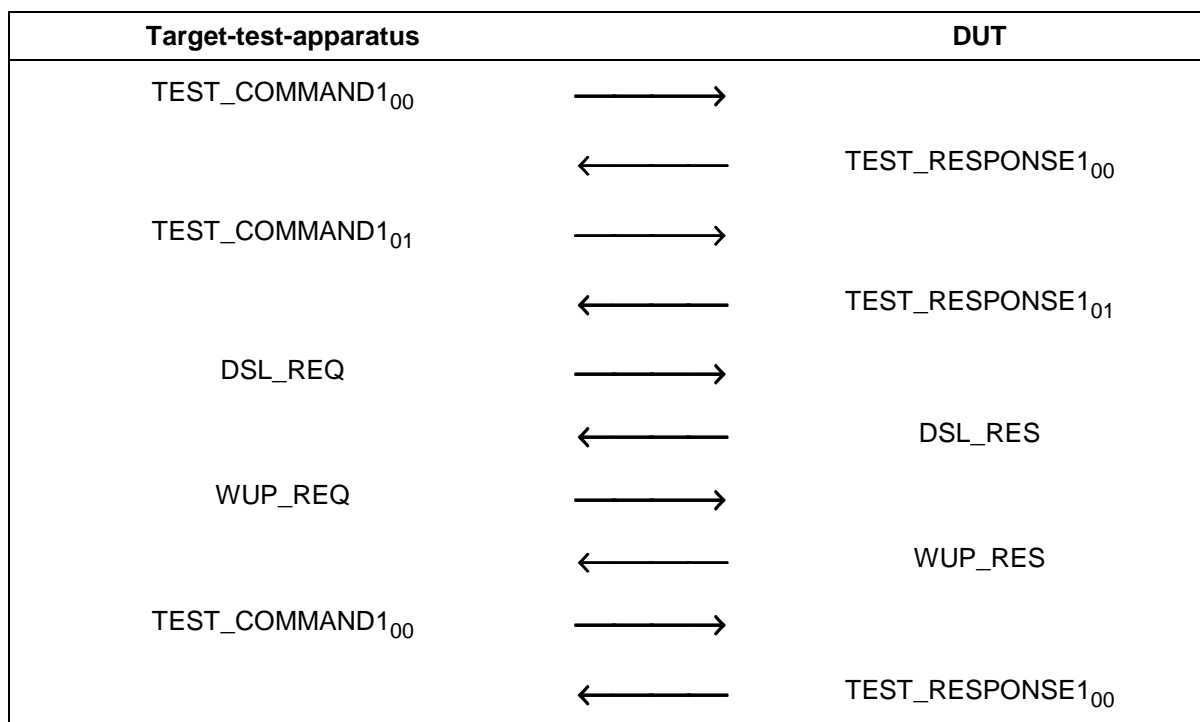 Target-test-apparatus DUT
TEST_COMMAND1₀₀
TEST_RESPONSE1₀₀
TEST_COMMAND1₀₁
TEST_RESPONSE1₀₁
DSL_REQ
DSL_RES
WUP_REQ
WUP_RES
TEST_COMMAND1₀₀
TEST_RESPONSE1₀₀